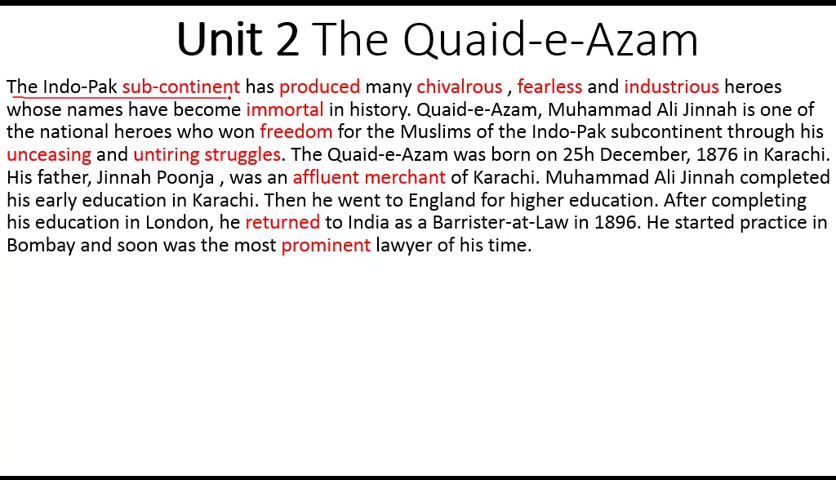 Unit 2 The Quaid-e-Azam
The Indo-Pak sub-continent has produced many chivalrous , fearless and industrious heroes
whose names have become immortal in history. Quaid-e-Azam, Muhammad Ali Jinnah is one of
the national heroes who won freedom for the Muslims of the Indo-Pak subcontinent through his
unceasing and untiring struggles. The Quaid-e-Azam was born on 25h December, 1876 in Karachi.
His father, Jinnah Poonja , was an affluent merchant of Karachi. Muhammad Ali Jinnah completed
his early education in Karachi. Then he went to England for higher education. After completing
his education in London, he returned to India as a Barrister-at-Law in 1896. He started practice in
Bombay and soon was the most prominent lawyer of his time.